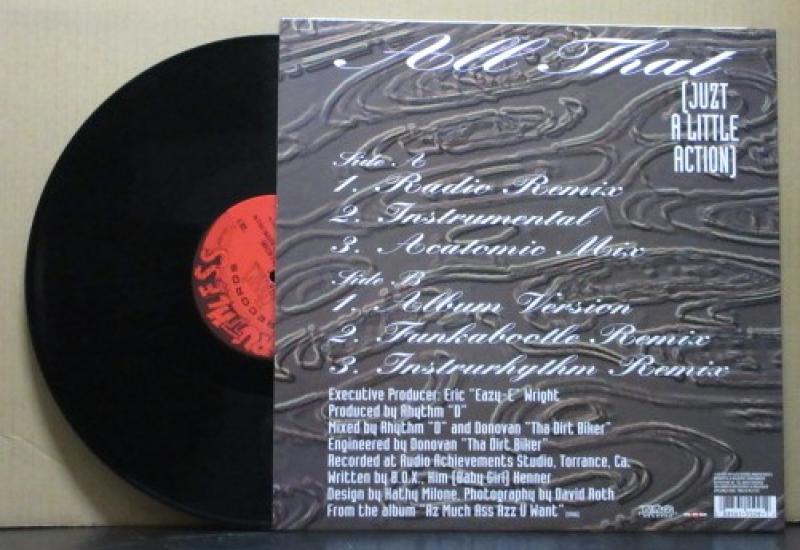 All That
(JUZT
A LITTLE
ACTION)
Side A
1. Radio Remix
2. Instrumental
3. Acatomic Mix
Side B
1. Album Version
2. Funkabootle Remix
3. Instrurhythm Remix
Executive Producer: Eric "Eazy-E" Wright
Produced by Rhythm "D"
Mixed by Rhythm "D" and Donovan "Tha Dirt Biker"
Engineered by Donovan "Tha Dirt Biker"
Recorded at Audio Achievements Studio, Torrance, Ca.
Written by B.O.X., Kim (Baby Girl) Kenner
Design by Kathy Milone, Photography by David Roth
From the album "Az Much Ass Azz U Want"
RUTHLESS
RECORDS